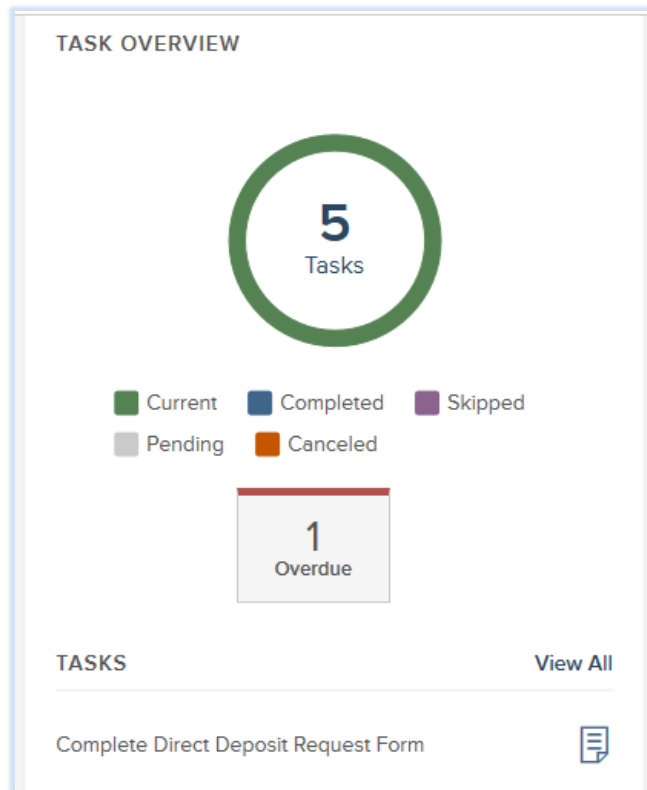 TASK OVERVIEW
5
Tasks
Current Completed Skipped
Pending Canceled
1
Overdue
TASKS View All
Complete Direct Deposit Request Form